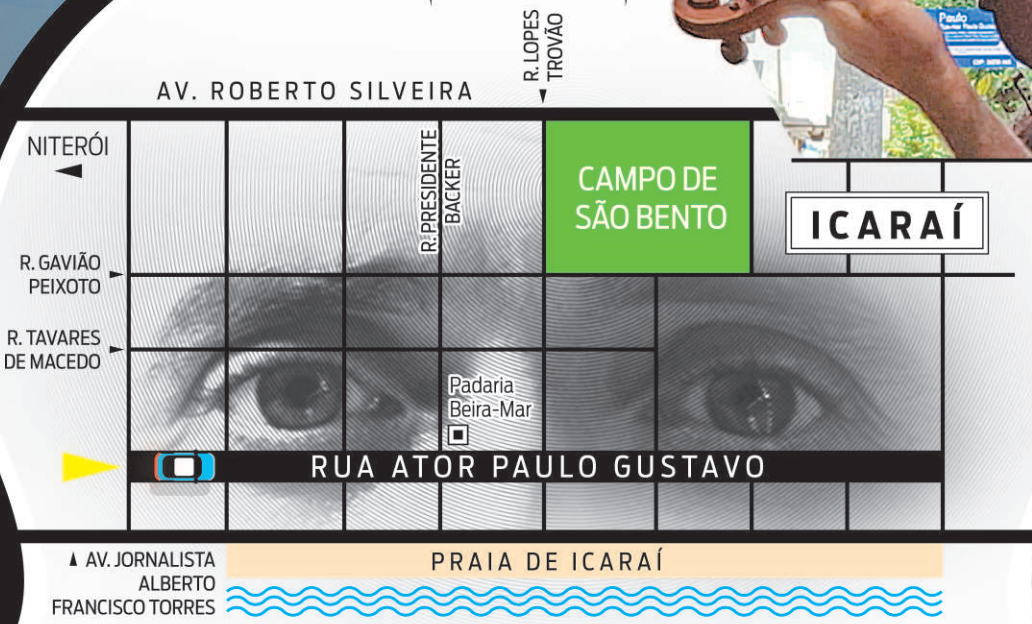 R. LOPES
TROVÃO
Paulo
AV. ROBERTO SILVEIRA
NITERÓI
R. PRESIDENTE
BACKER
CAMPO DE
SÃO BENTO
ICARAÍ
R. GAVIÃO
PEIXOTO
R. TAVARES
DE MACEDO
Padaria
Beira-Mar
RUA ATOR PAULO GUSTAVO
AV. JORNALISTA
ALBERTO
FRANCISCO TORRES
PRAIA DE ICARAÍ